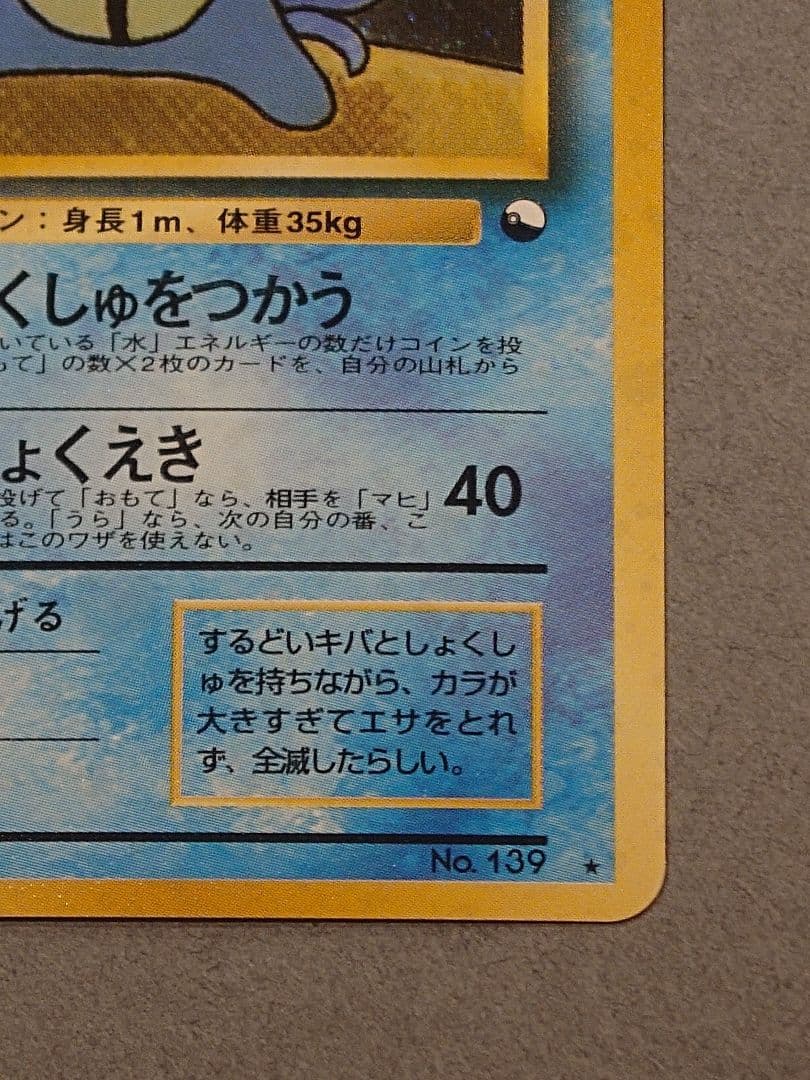 ン：身長1m、体重35kg
くしゅをつかう
いている「水」エネルギーの数だけコインを投
もて」の数×2枚のカードを、自分の山札から
ょくえき
投げて「おもて」なら、相手を「マヒ」
る。「うら」なら、次の自分の番、こ
はこのワザを使えない。
40
げる
するどいキバとしょくし
ゅを持ちながら、カラが
大きすぎてエサをとれ
ず、全滅したらしい。
No. 139 ★